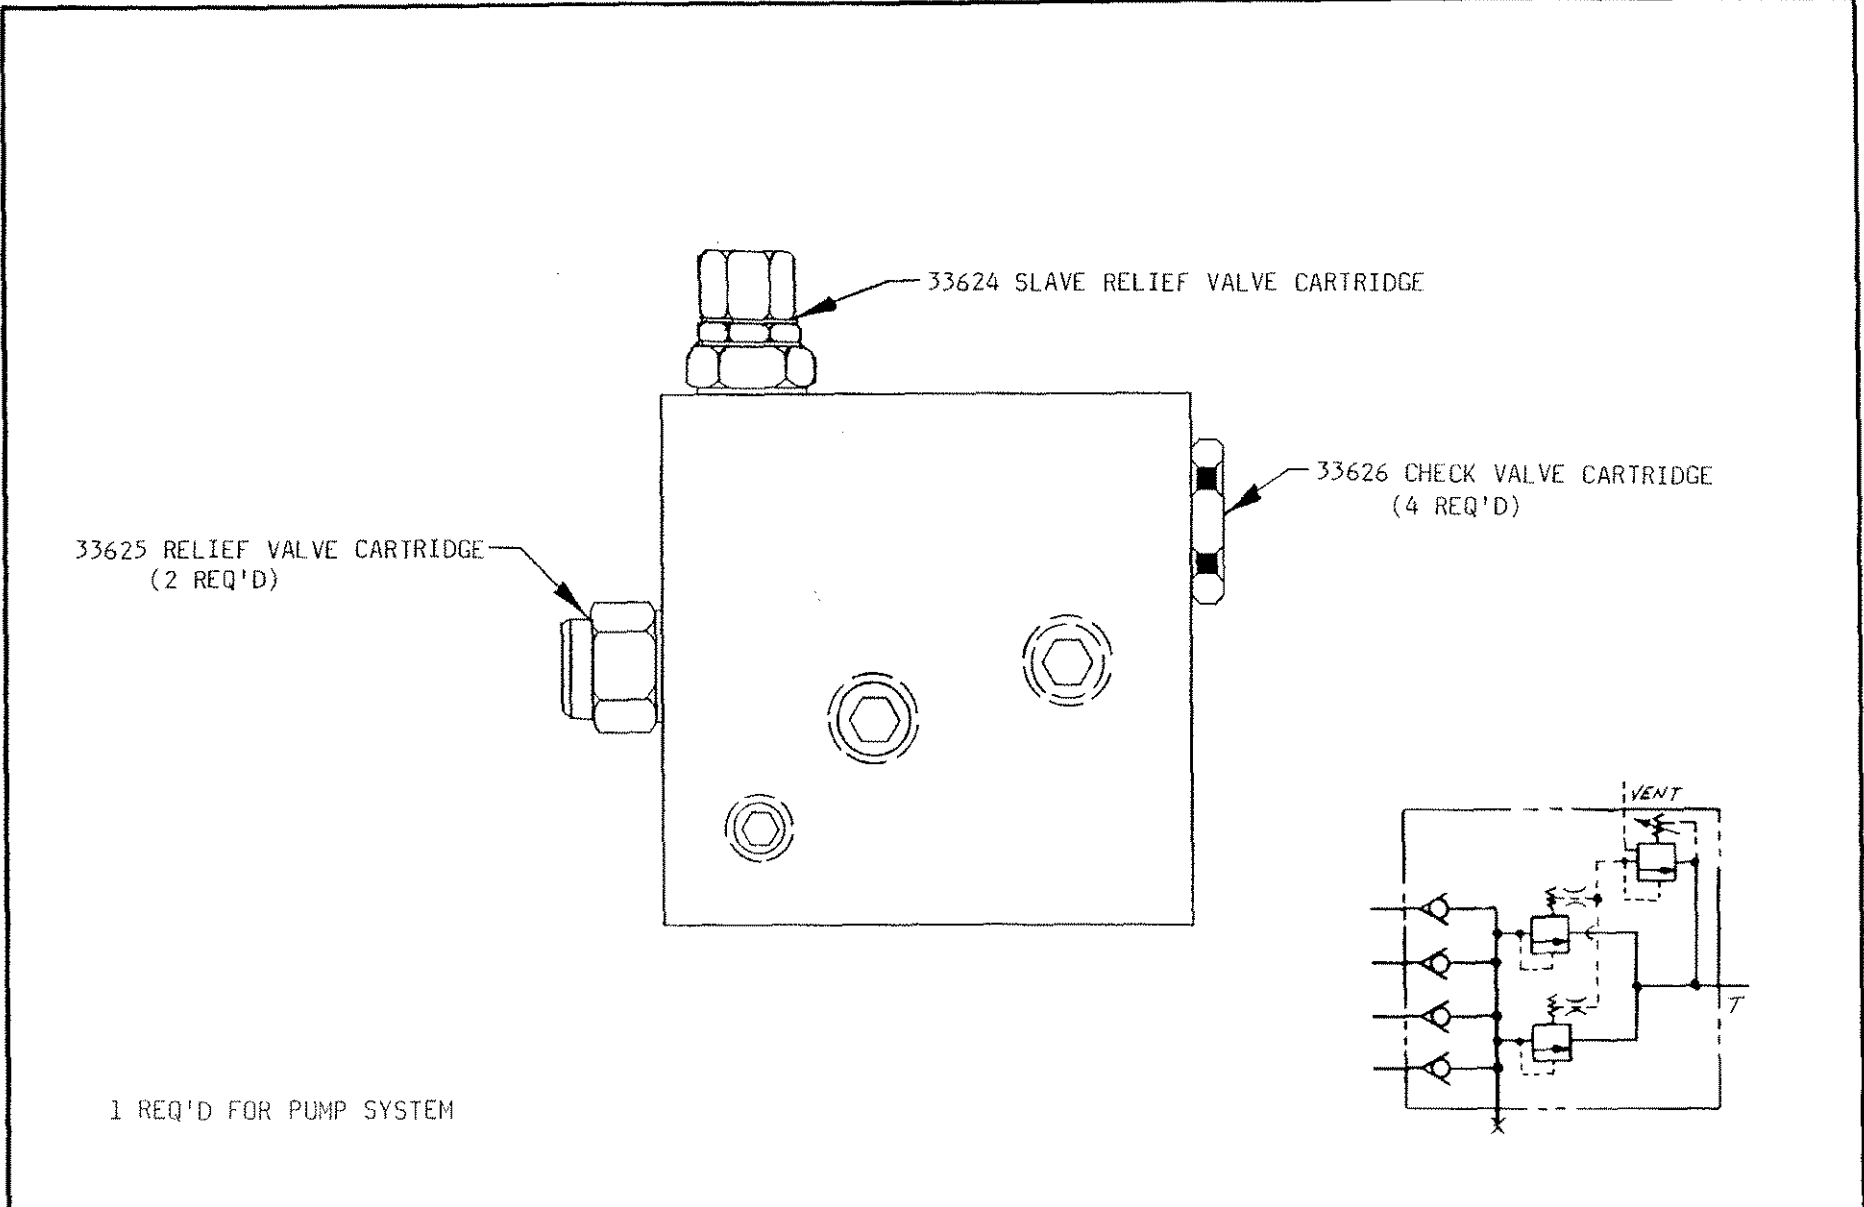 33624 SLAVE RELIEF VALVE CARTRIDGE
33626 CHECK VALVE CARTRIDGE
(4 REQ'D)
33625 RELIEF VALVE CARTRIDGE
(2 REQ'D)
VENT
T
1 REQ'D FOR PUMP SYSTEM